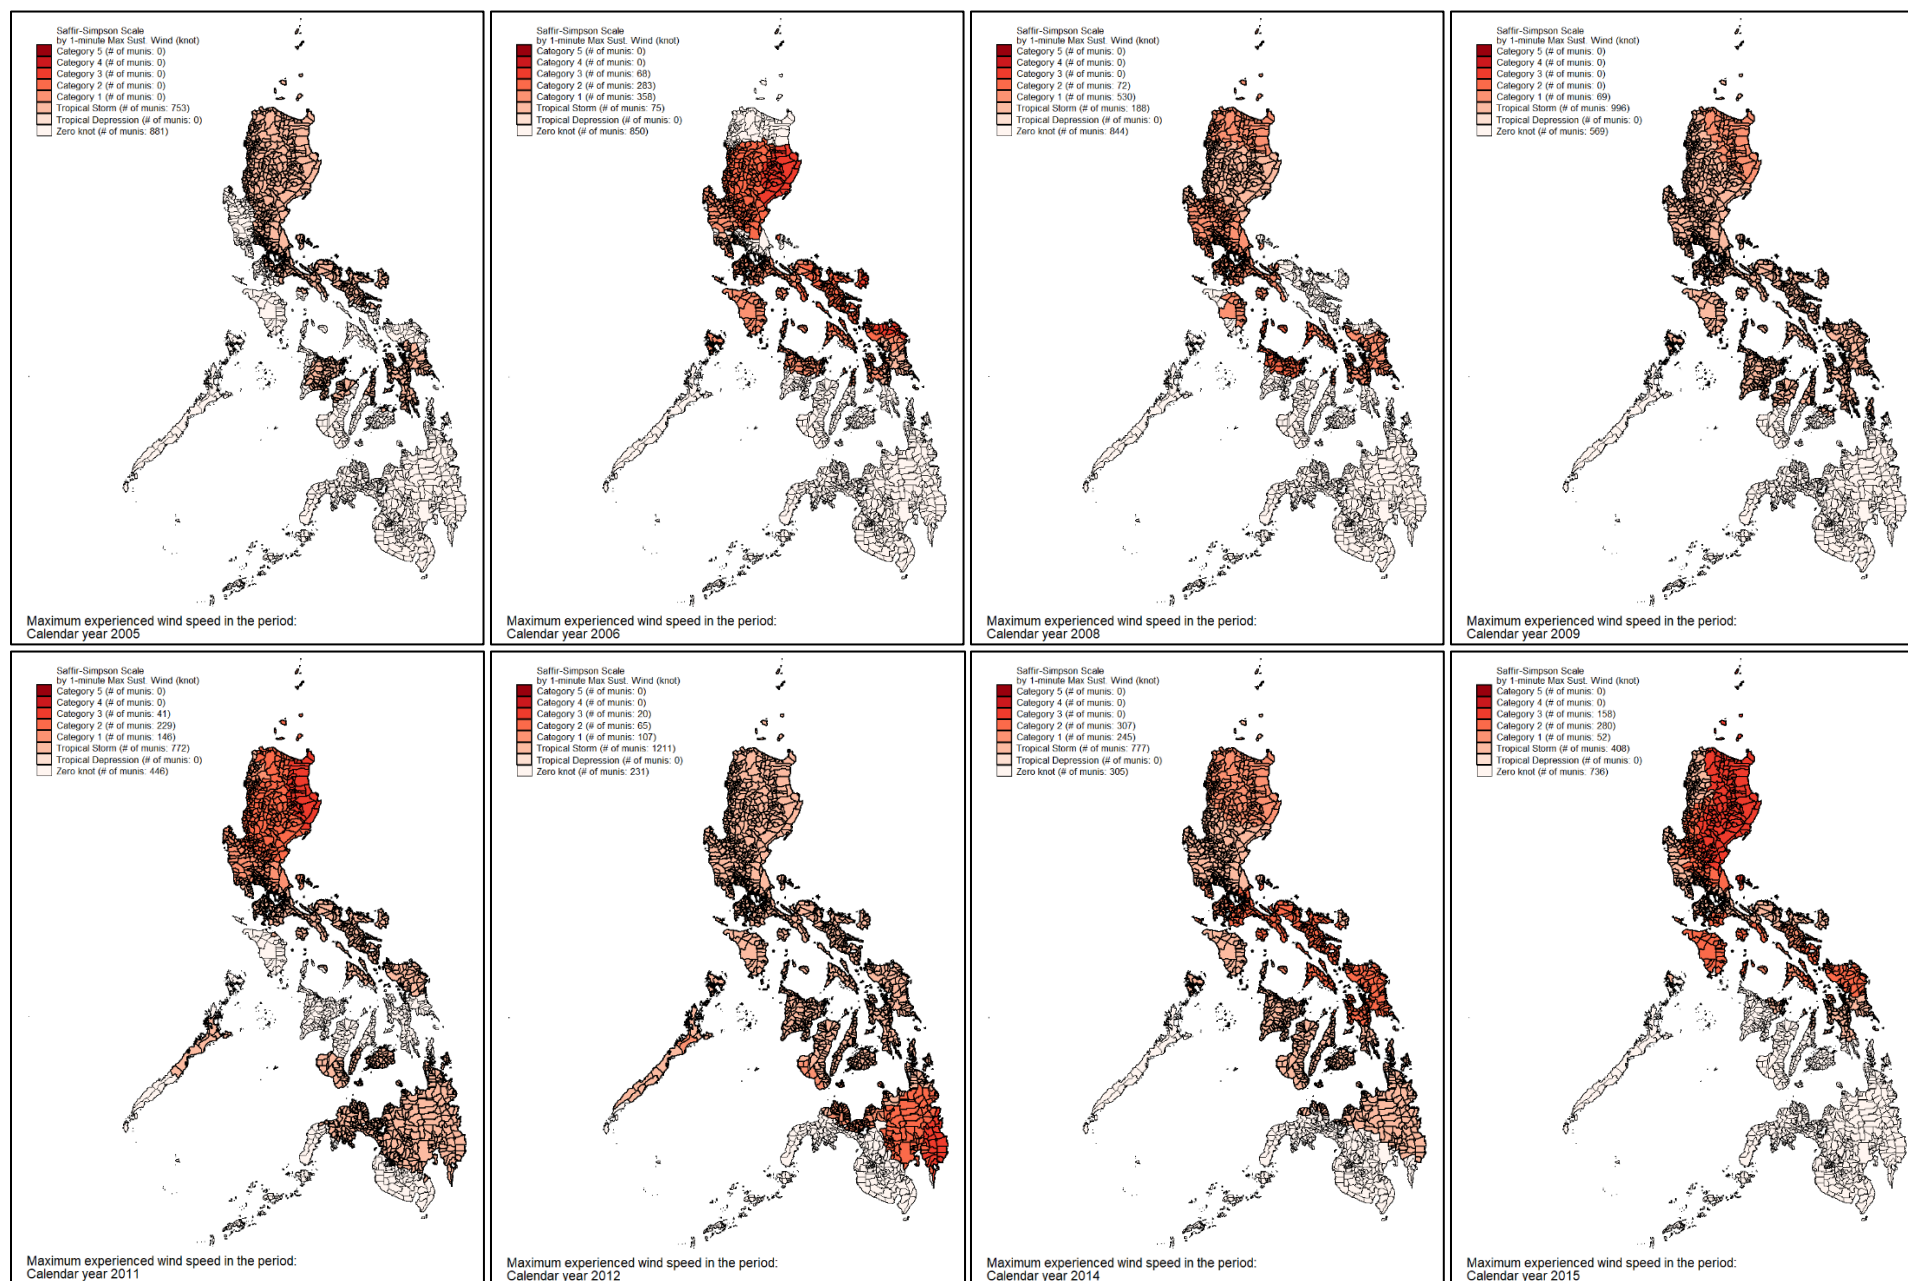 Saffir-Simpson Scale
by 1-minute Max Sust. Wind (knot)
Category 5 (# of munis: 0)
Category 4 (# of munis: 0)
Category 3 (# of munis: 0)
Category 2 (# of munis: 0)
Category 1 (# of munis: 0)
Tropical Storm (# of munis: 753)
Tropical Depression (# of munis: 0)
Zero knot (# of munis: 881)
Maximum experienced wind speed in the period:
Calendar year 2005
Saffir-Simpson Scale
by 1-minute Max Sust. Wind (knot)
Category 5 (# of munis: 0)
Category 4 (# of munis: 0)
Category 3 (# of munis: 68)
Category 2 (# of munis: 283)
Category 1 (# of munis: 358)
Tropical Storm (# of munis: 75)
Tropical Depression (# of munis: 0)
Zero knot (# of munis: 850)
Maximum experienced wind speed in the period:
Calendar year 2006
Saffir-Simpson Scale
by 1-minute Max Sust. Wind (knot)
Category 5 (# of munis: 0)
Category 4 (# of munis: 0)
Category 3 (# of munis: 0)
Category 2 (# of munis: 72)
Category 1 (# of munis: 530)
Tropical Storm (# of munis: 188)
Tropical Depression (# of munis: 0)
Zero knot (# of munis: 844)
Maximum experienced wind speed in the period:
Calendar year 2008
Saffir-Simpson Scale
by 1-minute Max Sust. Wind (knot)
Category 5 (# of munis: 0)
Category 4 (# of munis: 0)
Category 3 (# of munis: 0)
Category 2 (# of munis: 0)
Category 1 (# of munis: 69)
Tropical Storm (# of munis: 996)
Tropical Depression (# of munis: 0)
Zero knot (# of munis: 569)
Maximum experienced wind speed in the period:
Calendar year 2009
Saffir-Simpson Scale
by 1-minute Max Sust. Wind (knot)
Category 5 (# of munis: 0)
Category 4 (# of munis: 0)
Category 3 (# of munis: 41)
Category 2 (# of munis: 229)
Category 1 (# of munis: 146)
Tropical Storm (# of munis: 772)
Tropical Depression (# of munis: 0)
Zero knot (# of munis: 446)
Maximum experienced wind speed in the period:
Calendar year 2011
Saffir-Simpson Scale
by 1-minute Max Sust. Wind (knot)
Category 5 (# of munis: 0)
Category 4 (# of munis: 0)
Category 3 (# of munis: 20)
Category 2 (# of munis: 65)
Category 1 (# of munis: 107)
Tropical Storm (# of munis: 1211)
Tropical Depression (# of munis: 0)
Zero knot (# of munis: 231)
Maximum experienced wind speed in the period:
Calendar year 2012
Saffir-Simpson Scale
by 1-minute Max Sust. Wind (knot)
Category 5 (# of munis: 0)
Category 4 (# of munis: 0)
Category 3 (# of munis: 0)
Category 2 (# of munis: 307)
Category 1 (# of munis: 245)
Tropical Storm (# of munis: 777)
Tropical Depression (# of munis: 0)
Zero knot (# of munis: 305)
Maximum experienced wind speed in the period:
Calendar year 2014
Saffir-Simpson Scale
by 1-minute Max Sust. Wind (knot)
Category 5 (# of munis: 0)
Category 4 (# of munis: 0)
Category 3 (# of munis: 158)
Category 2 (# of munis: 280)
Category 1 (# of munis: 52)
Tropical Storm (# of munis: 408)
Tropical Depression (# of munis: 0)
Zero knot (# of munis: 736)
Maximum experienced wind speed in the period:
Calendar year 2015